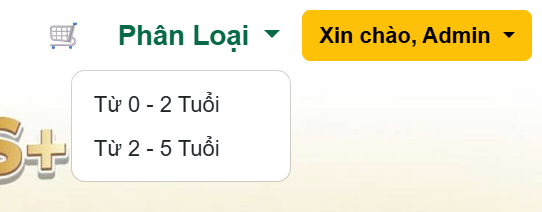 Phân Loại
Xin chào, Admin
Từ 0 - 2 Tuổi
Từ 2 - 5 Tuổi
S+